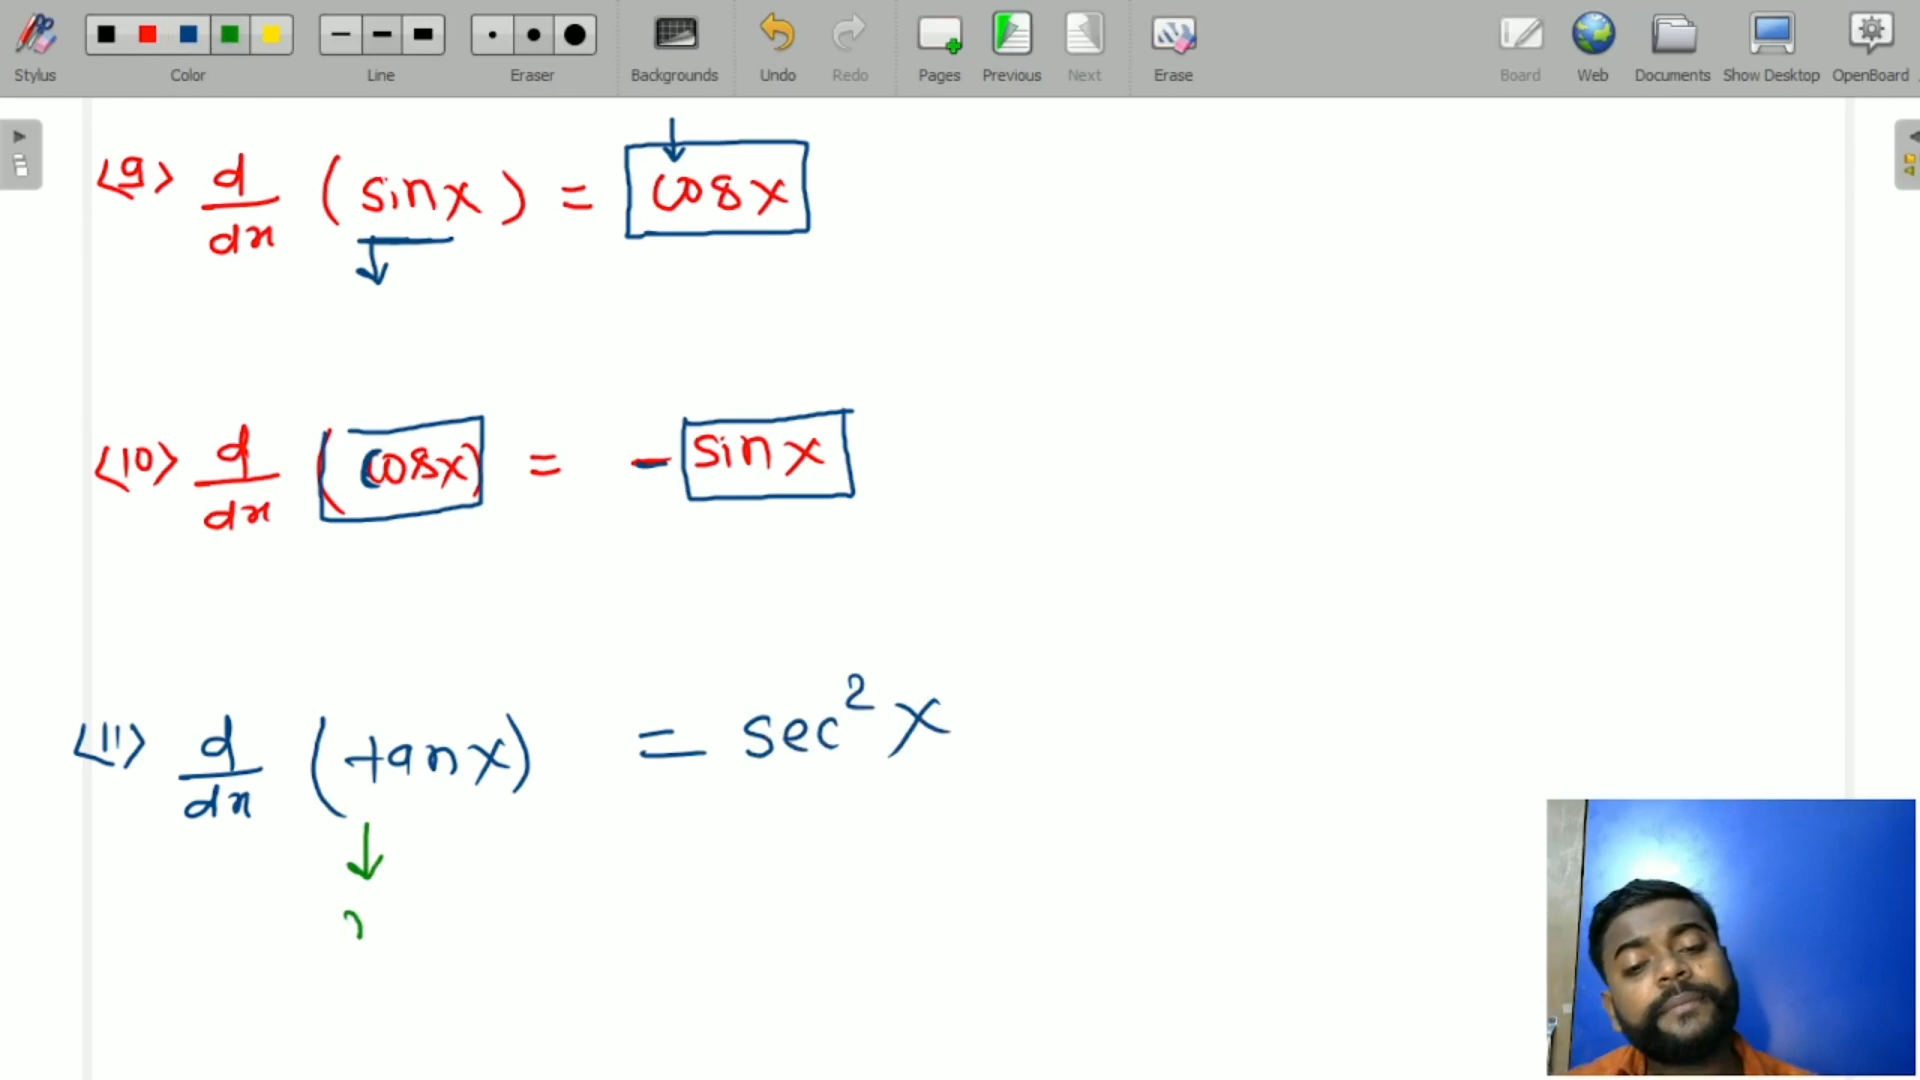 Stylus Color Line Eraser Backgrounds Undo Redo Pages Previous Next Erase Board Web Documents Show Desktop OpenBoard
<9> d/dx (sinx) = cosx
<10> d/dx (cosx) = - sinx
<11> d/dx (tanx) = sec² x